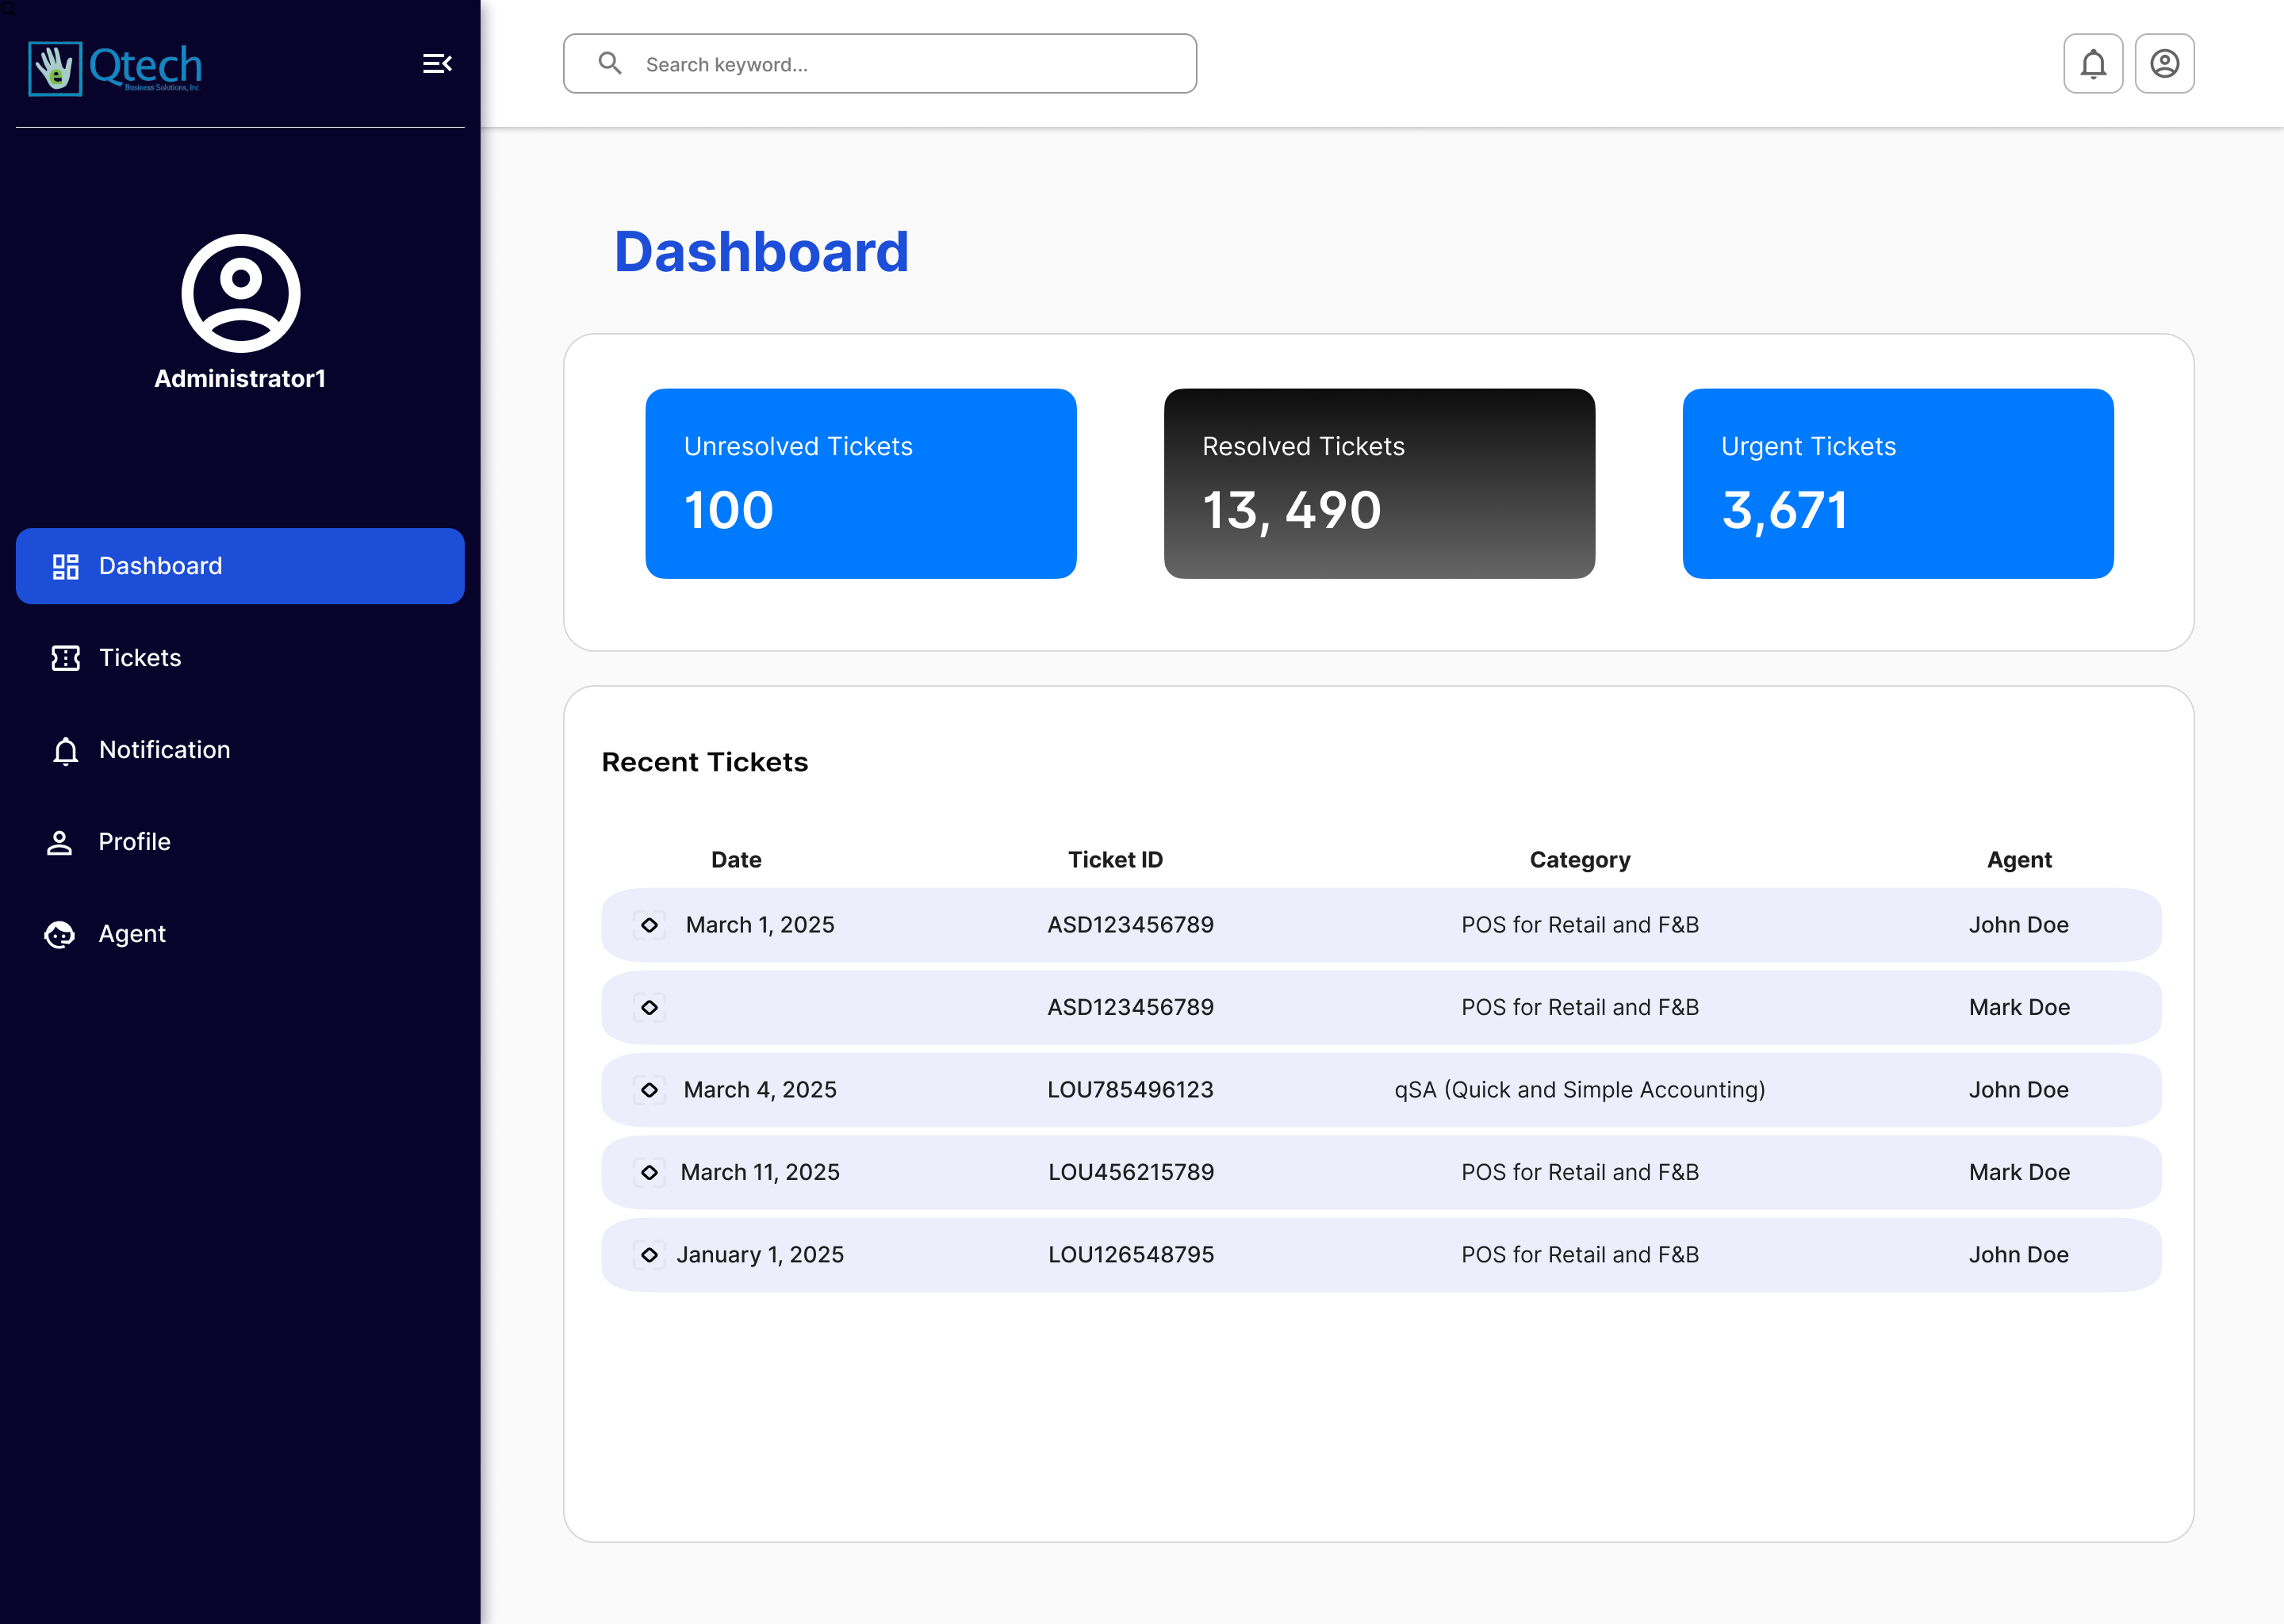 Qtech
Business Solutions, Inc
Search keyword...
Administrator1
Dashboard
Tickets
Notification
Profile
Agent
Dashboard
Unresolved Tickets
100
Resolved Tickets
13, 490
Urgent Tickets
3,671
Recent Tickets
Date Ticket ID Category Agent
March 1, 2025 ASD123456789 POS for Retail and F&B John Doe
ASD123456789 POS for Retail and F&B Mark Doe
March 4, 2025 LOU785496123 qSA (Quick and Simple Accounting) John Doe
March 11, 2025 LOU456215789 POS for Retail and F&B Mark Doe
January 1, 2025 LOU126548795 POS for Retail and F&B John Doe